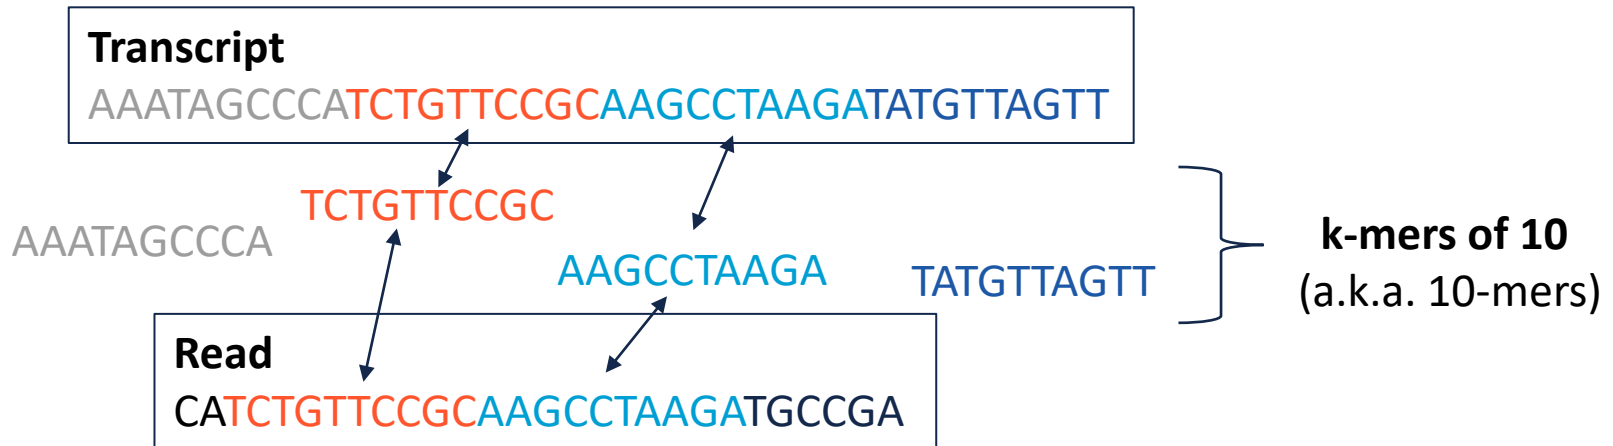 Transcript
AAATAGCCCATCTGTTCCGCAAGCCTAAGATATGTTAGTT
TCTGTTCCGC
AAATAGCCCA
AAGCCTAAGA
TATGTTAGTT
k-mers of 10
(a.k.a. 10-mers)
Read
CATCTGTTCCGCAAGCCTAAGATGCCGA